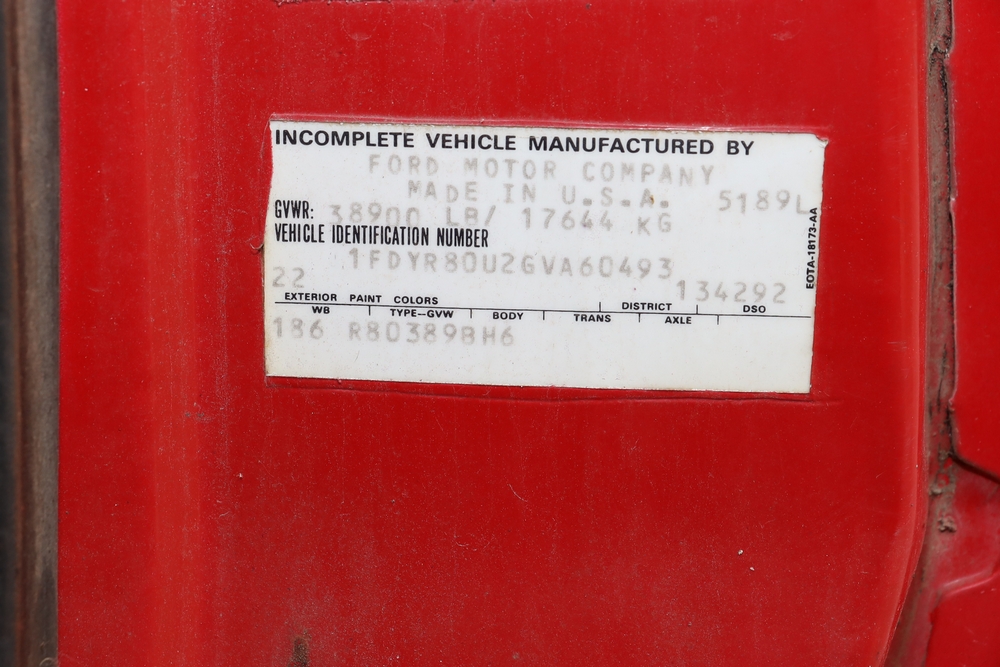 INCOMPLETE VEHICLE MANUFACTURED BY
FORD MOTOR COMPANY
MADE IN U.S.A. 5189L
GVWR: 38900 LB/ 17644 KG
VEHICLE IDENTIFICATION NUMBER
1FDYR80U2GVA60493
22 134292
EXTERIOR PAINT COLORS DISTRICT DSO
WB TYPE--GVW BODY TRANS AXLE
186 R80389BH6
EOTA-18173-AA